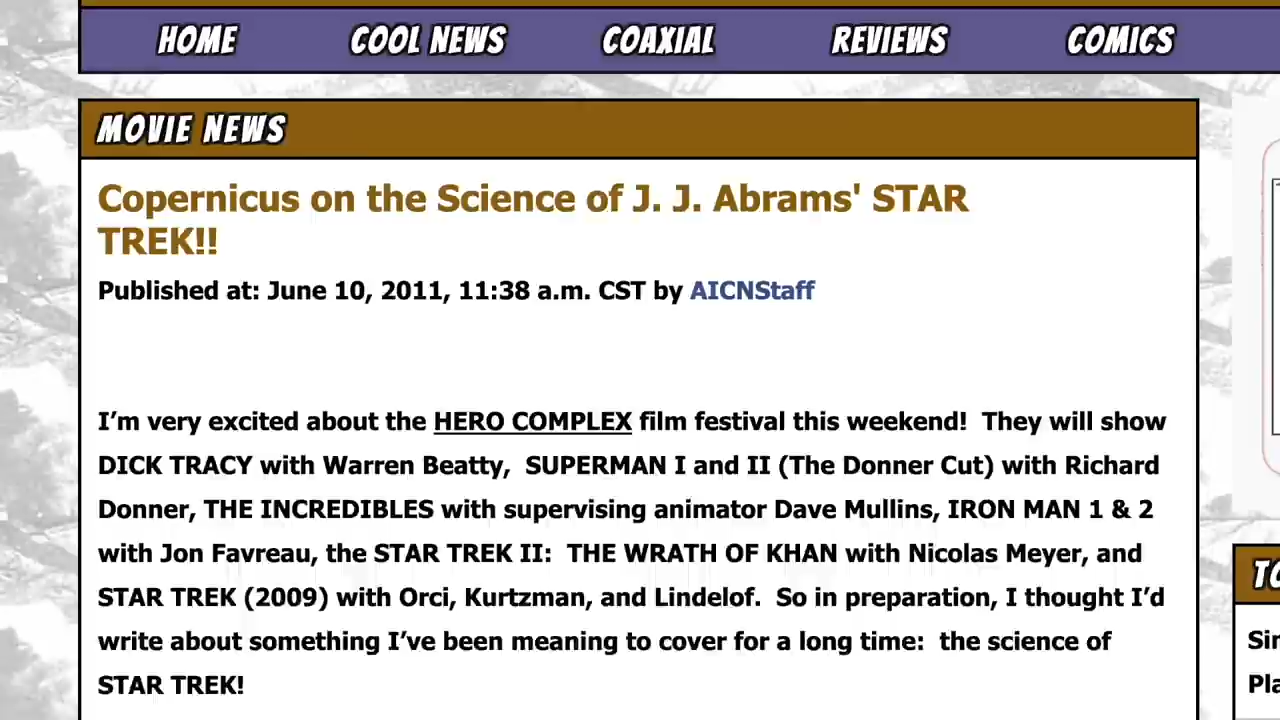 HOME COOL NEWS COAXIAL REVIEWS COMICS
MOVIE NEWS
Copernicus on the Science of J. J. Abrams' STAR
TREK!!
Published at: June 10, 2011, 11:38 a.m. CST by AICNStaff
I’m very excited about the HERO COMPLEX film festival this weekend!  They will show
DICK TRACY with Warren Beatty,  SUPERMAN I and II (The Donner Cut) with Richard
Donner, THE INCREDIBLES with supervising animator Dave Mullins, IRON MAN 1 & 2
with Jon Favreau, the STAR TREK II:  THE WRATH OF KHAN with Nicolas Meyer, and
STAR TREK (2009) with Orci, Kurtzman, and Lindelof.  So in preparation, I thought I’d
write about something I’ve been meaning to cover for a long time:  the science of
STAR TREK!